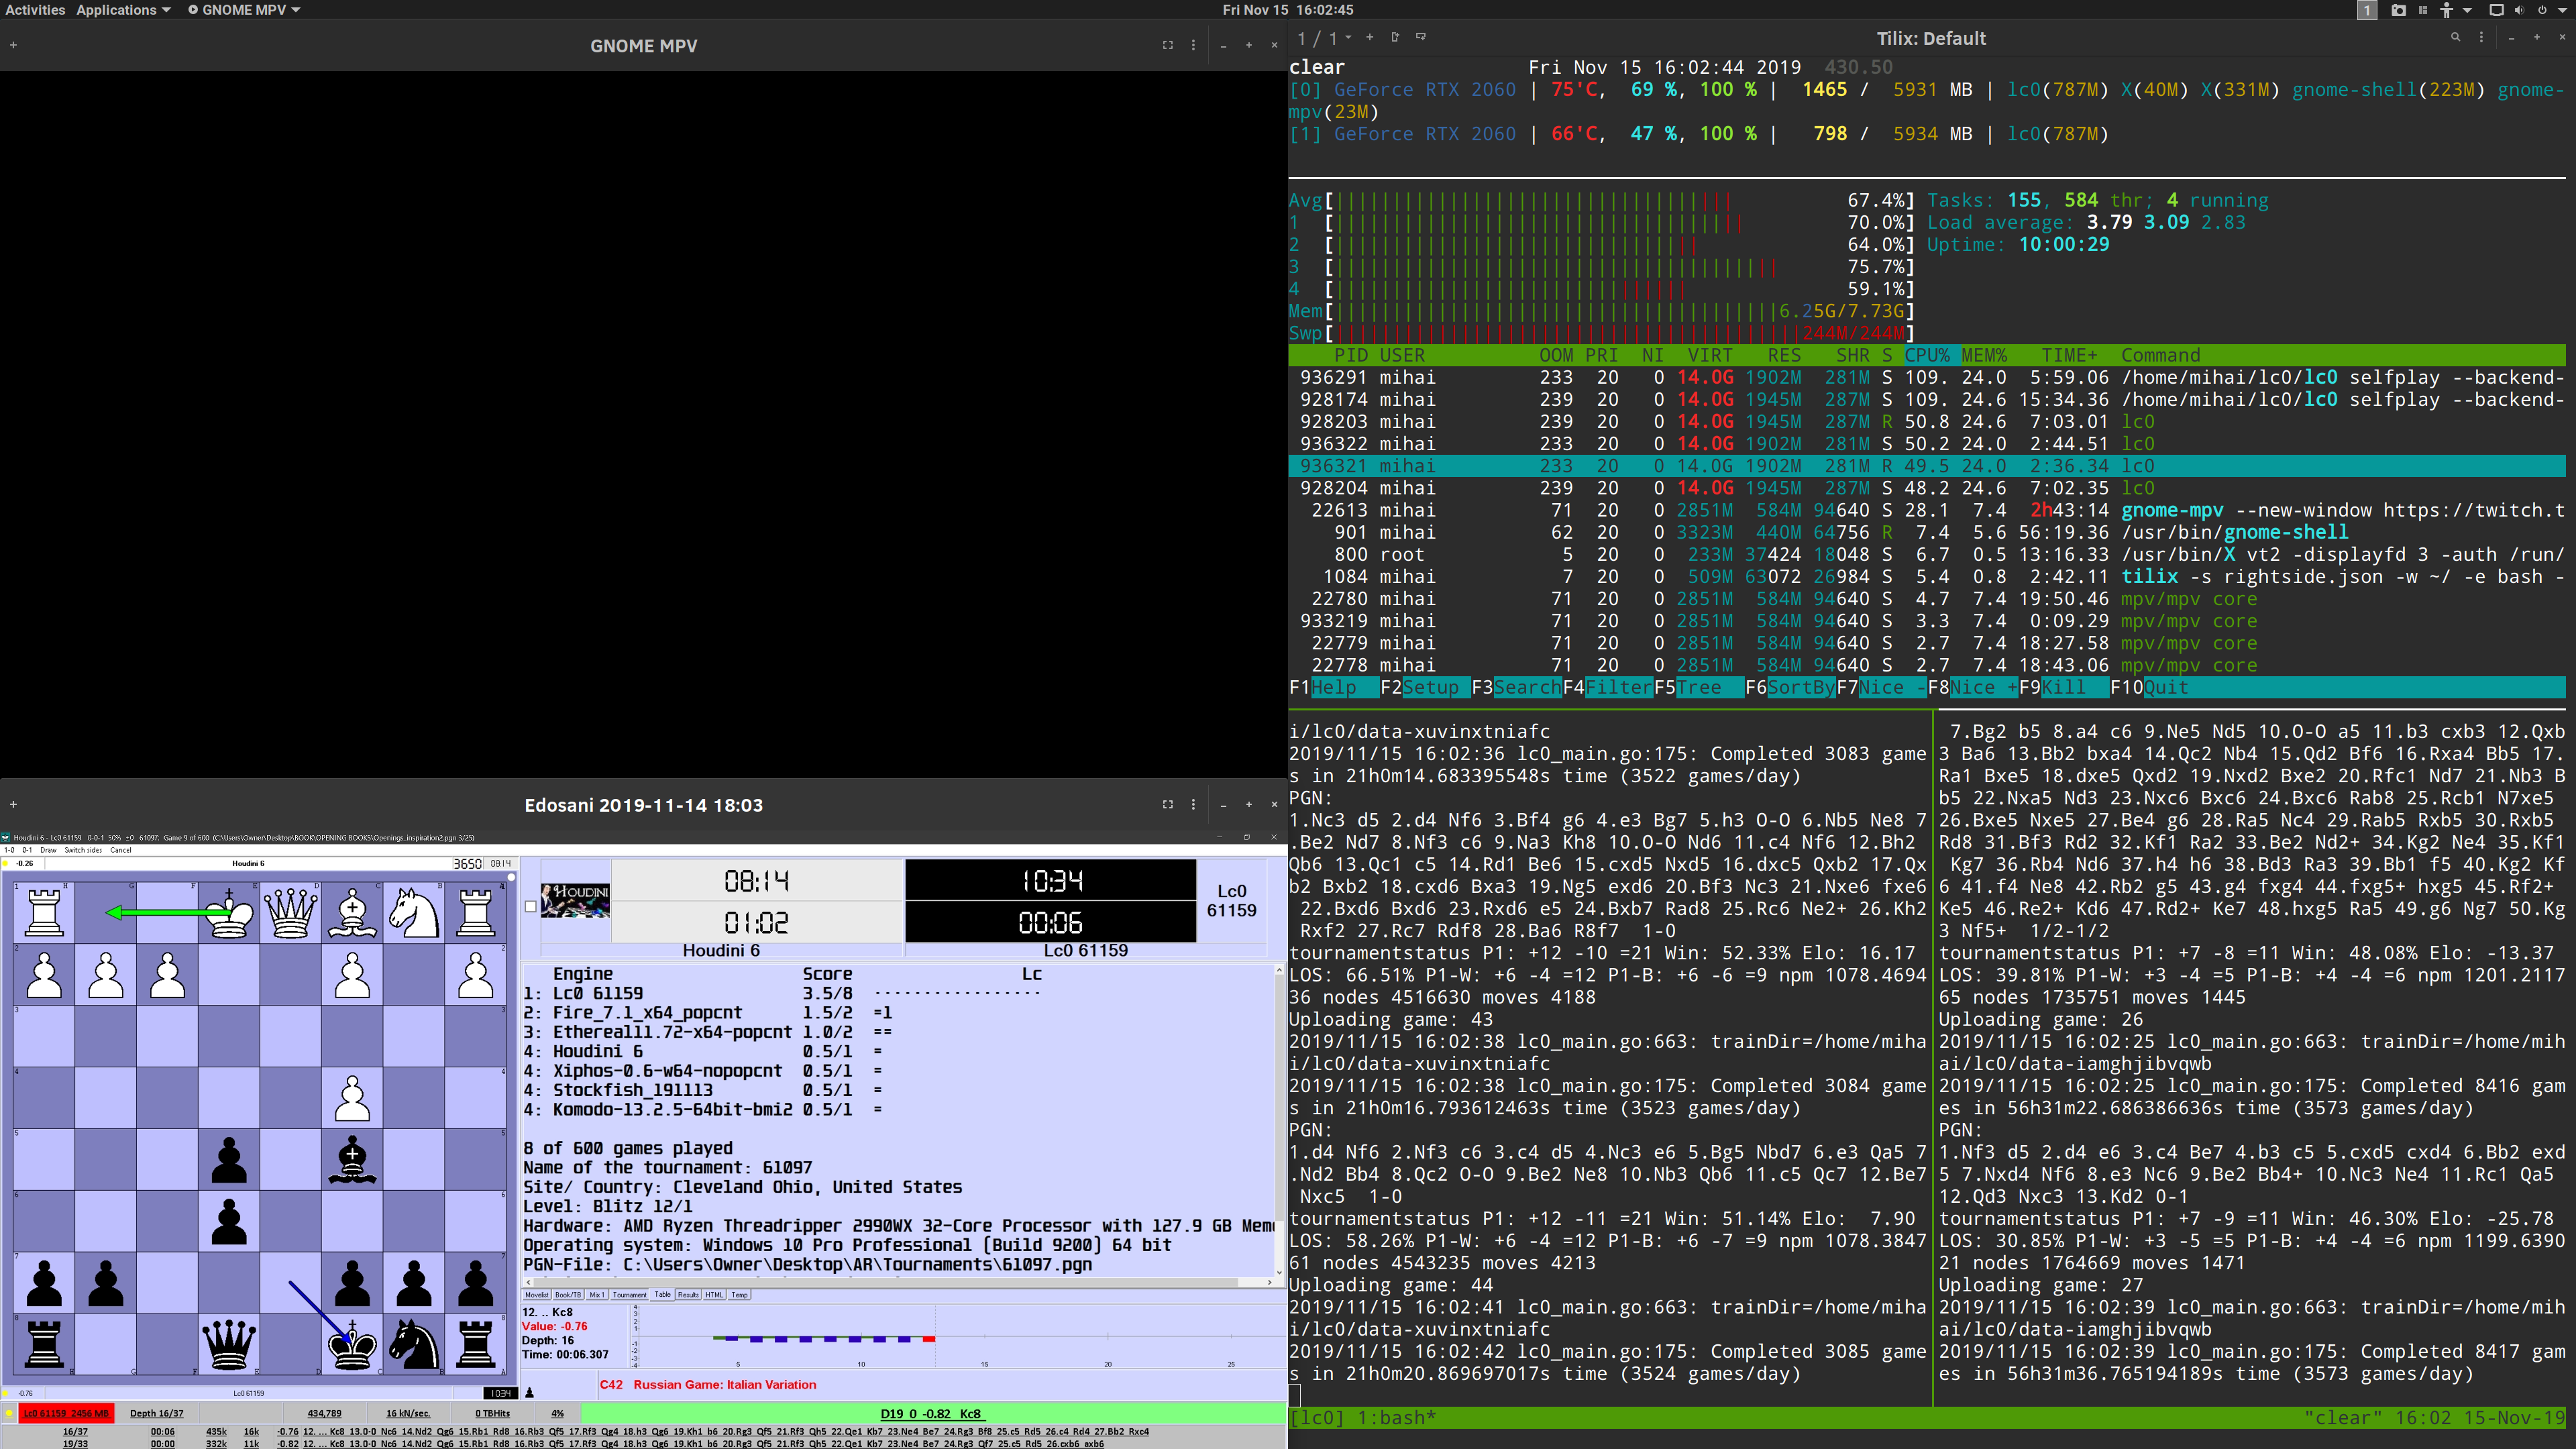 Activities Applications GNOME MPV Fri Nov 15 16:02:45 1
GNOME MPV
1 / 1 Tilix: Default
clear Fri Nov 15 16:02:44 2019 430.50
[0] GeForce RTX 2060 | 75'C, 69 %, 100 % | 1465 / 5931 MB | lc0(787M) X(40M) X(331M) gnome-shell(223M) gnome-
mpv(23M)
[1] GeForce RTX 2060 | 66'C, 47 %, 100 % | 798 / 5934 MB | lc0(787M)
Avg[ 67.4%] Tasks: 155, 584 thr; 4 running
1 [ 70.0%] Load average: 3.79 3.09 2.83
2 [ 64.0%] Uptime: 10:00:29
3 [ 75.7%]
4 [ 59.1%]
Mem[ 6.25G/7.73G]
Swp[ 244M/244M]
PID USER OOM PRI NI VIRT RES SHR S CPU% MEM% TIME+ Command
936291 mihai 233 20 0 14.0G 1902M 281M S 109. 24.0 5:59.06 /home/mihai/lc0/lc0 selfplay --backend-
928174 mihai 239 20 0 14.0G 1945M 287M S 109. 24.6 15:34.36 /home/mihai/lc0/lc0 selfplay --backend-
928203 mihai 239 20 0 14.0G 1945M 287M R 50.8 24.6 7:03.01 lc0
936322 mihai 233 20 0 14.0G 1902M 281M S 50.2 24.0 2:44.51 lc0
936321 mihai 233 20 0 14.0G 1902M 281M R 49.5 24.0 2:36.34 lc0
928204 mihai 239 20 0 14.0G 1945M 287M S 48.2 24.6 7:02.35 lc0
22613 mihai 71 20 0 2851M 584M 94640 S 28.1 7.4 2h43:14 gnome-mpv --new-window https://twitch.t
901 mihai 62 20 0 3323M 440M 64756 R 7.4 5.6 56:19.36 /usr/bin/gnome-shell
800 root 5 20 0 233M 37424 18048 S 6.7 0.5 13:16.33 /usr/bin/X vt2 -displayfd 3 -auth /run/
1084 mihai 7 20 0 509M 63072 26984 S 5.4 0.8 2:42.11 tilix -s rightside.json -w ~/ -e bash -
22780 mihai 71 20 0 2851M 584M 94640 S 4.7 7.4 19:50.46 mpv/mpv core
933219 mihai 71 20 0 2851M 584M 94640 S 3.3 7.4 0:09.29 mpv/mpv core
22779 mihai 71 20 0 2851M 584M 94640 S 2.7 7.4 18:27.58 mpv/mpv core
22778 mihai 71 20 0 2851M 584M 94640 S 2.7 7.4 18:43.06 mpv/mpv core
F1Help F2Setup F3SearchF4FilterF5Tree F6SortByF7Nice -F8Nice +F9Kill F10Quit
i/lc0/data-xuvinxtniafc
2019/11/15 16:02:36 lc0_main.go:175: Completed 3083 game
s in 21h0m14.683395548s time (3522 games/day)
PGN:
1.Nc3 d5 2.d4 Nf6 3.Bf4 g6 4.e3 Bg7 5.h3 O-O 6.Nb5 Ne8 7
.Be2 Nd7 8.Nf3 c6 9.Na3 Kh8 10.O-O Nd6 11.c4 Nf6 12.Bh2
Qb6 13.Qc1 c5 14.Rd1 Be6 15.cxd5 Nxd5 16.dxc5 Qxb2 17.Qx
b2 Bxb2 18.cxd6 Bxa3 19.Ng5 exd6 20.Bf3 Nc3 21.Nxe6 fxe6
22.Bxd6 Bxd6 23.Rxd6 e5 24.Bxb7 Rad8 25.Rc6 Ne2+ 26.Kh2
Rxf2 27.Rc7 Rdf8 28.Ba6 R8f7 1-0
tournamentstatus P1: +12 -10 =21 Win: 52.33% Elo: 16.17
LOS: 66.51% P1-W: +6 -4 =12 P1-B: +6 -6 =9 npm 1078.4694
36 nodes 4516630 moves 4188
Uploading game: 43
2019/11/15 16:02:38 lc0_main.go:663: trainDir=/home/miha
i/lc0/data-xuvinxtniafc
2019/11/15 16:02:38 lc0_main.go:175: Completed 3084 game
s in 21h0m16.793612463s time (3523 games/day)
PGN:
1.d4 Nf6 2.Nf3 c6 3.c4 d5 4.Nc3 e6 5.Bg5 Nbd7 6.e3 Qa5 7
.Nd2 Bb4 8.Qc2 O-O 9.Be2 Ne8 10.Nb3 Qb6 11.c5 Qc7 12.Be7
Nxc5 1-0
tournamentstatus P1: +12 -11 =21 Win: 51.14% Elo: 7.90
LOS: 58.26% P1-W: +6 -4 =12 P1-B: +6 -7 =9 npm 1078.3847
61 nodes 4543235 moves 4213
Uploading game: 44
2019/11/15 16:02:41 lc0_main.go:663: trainDir=/home/miha
i/lc0/data-xuvinxtniafc
2019/11/15 16:02:42 lc0_main.go:175: Completed 3085 game
s in 21h0m20.869697017s time (3524 games/day)
7.Bg2 b5 8.a4 c6 9.Ne5 Nd5 10.O-O a5 11.b3 cxb3 12.Qxb
3 Ba6 13.Bb2 bxa4 14.Qc2 Nb4 15.Qd2 Bf6 16.Rxa4 Bb5 17.
Ra1 Bxe5 18.dxe5 Qxd2 19.Nxd2 Bxe2 20.Rfc1 Nd7 21.Nb3 B
b5 22.Nxa5 Nd3 23.Nxc6 Bxc6 24.Bxc6 Rab8 25.Rcb1 N7xe5
26.Bxe5 Nxe5 27.Be4 g6 28.Ra5 Nc4 29.Rab5 Rxb5 30.Rxb5
Rd8 31.Bf3 Rd2 32.Kf1 Ra2 33.Be2 Nd2+ 34.Kg2 Ne4 35.Kf1
Kg7 36.Rb4 Nd6 37.h4 h6 38.Bd3 Ra3 39.Bb1 f5 40.Kg2 Kf
6 41.f4 Ne8 42.Rb2 g5 43.g4 fxg4 44.fxg5+ hxg5 45.Rf2+
Ke5 46.Re2+ Kd6 47.Rd2+ Ke7 48.hxg5 Ra5 49.g6 Ng7 50.Kg
3 Nf5+ 1/2-1/2
tournamentstatus P1: +7 -8 =11 Win: 48.08% Elo: -13.37
LOS: 39.81% P1-W: +3 -4 =5 P1-B: +4 -4 =6 npm 1201.2117
65 nodes 1735751 moves 1445
Uploading game: 26
2019/11/15 16:02:25 lc0_main.go:663: trainDir=/home/mih
ai/lc0/data-iamghjibvqwb
2019/11/15 16:02:25 lc0_main.go:175: Completed 8416 gam
es in 56h31m22.686386636s time (3573 games/day)
PGN:
1.Nf3 d5 2.d4 e6 3.c4 Be7 4.b3 c5 5.cxd5 cxd4 6.Bb2 exd
5 7.Nxd4 Nf6 8.e3 Nc6 9.Be2 Bb4+ 10.Nc3 Ne4 11.Rc1 Qa5
12.Qd3 Nxc3 13.Kd2 0-1
tournamentstatus P1: +7 -9 =11 Win: 46.30% Elo: -25.78
LOS: 30.85% P1-W: +3 -5 =5 P1-B: +4 -4 =6 npm 1199.6390
21 nodes 1764669 moves 1471
Uploading game: 27
2019/11/15 16:02:39 lc0_main.go:663: trainDir=/home/mih
ai/lc0/data-iamghjibvqwb
2019/11/15 16:02:39 lc0_main.go:175: Completed 8417 gam
es in 56h31m36.765194189s time (3573 games/day)
[lc0] 1:bash* "clear" 16:02 15-Nov-19
Edosani 2019-11-14 18:03
Houdini 6 - Lc0 61159 0-0-1 50% ±0 61097: Game 9 of 600 (C:\Users\Owner\Desktop\BOOK\OPENING BOOKS\Openings_inspiration2.pgn 3/25)
1-0 0-1 Draw Switch sides Cancel
-0.26 Houdini 6 3650 08:14
HOUDINI 08:14 10:34 Lc0
01:02 00:06 61159
Houdini 6 Lc0 61159
Engine Score Lc
1: Lc0 61159 3.5/8 - - - - - - - - - - - - - - - - -
2: Fire_7.1_x64_popcnt 1.5/2 =1
3: Ethereal11.72-x64-popcnt 1.0/2 ==
4: Houdini 6 0.5/1 =
4: Xiphos-0.6-w64-nopopcnt 0.5/1 =
4: Stockfish_191113 0.5/1 =
4: Komodo-13.2.5-64bit-bmi2 0.5/1 =
8 of 600 games played
Name of the tournament: 61097
Site/ Country: Cleveland Ohio, United States
Level: Blitz 12/1
Hardware: AMD Ryzen Threadripper 2990WX 32-Core Processor with 127.9 GB Mem
Operating system: Windows 10 Pro Professional (Build 9200) 64 bit
PGN-File: C:\Users\Owner\Desktop\AR\Tournaments\61097.pgn
Movelist Book/TB Mix 1 Tournament Table Results HTML Temp
12. .. Kc8
Value: -0.76
Depth: 16
Time: 00:06.307
5 10 15 20 25
C42 Russian Game: Italian Variation
-0.76 Lc0 61159 10:34
Lc0 61159 2456 MB Depth 16/37 434,789 16 kN/sec. 0 TBHits 4% D19 0 -0.82 Kc8
16/37 00:06 435k 16k -0.76 12. ... Kc8 13.0-0 Nc6 14.Nd2 Qg6 15.Rb1 Rd8 16.Rb3 Qf5 17.Rf3 Qg4 18.h3 Qg6 19.Kh1 b6 20.Rg3 Qf5 21.Rf3 Qh5 22.Qe1 Kb7 23.Ne4 Be7 24.Rg3 Bf8 25.c5 Rd5 26.c4 Rd4 27.Bb2 Rxc4
19/33 00:00 332k 11k -0.82 12. ... Kc8 13.0-0 Nc6 14.Nd2 Qg6 15.Rb1 Rd8 16.Rb3 Qf5 17.Rf3 Qg4 18.h3 Qg6 19.Kh1 b6 20.Rg3 Qf5 21.Rf3 Qh5 22.Qe1 Kb7 23.Ne4 Be7 24.Rg3 Qf7 25.c5 Rd5 26.cxb6 axb6